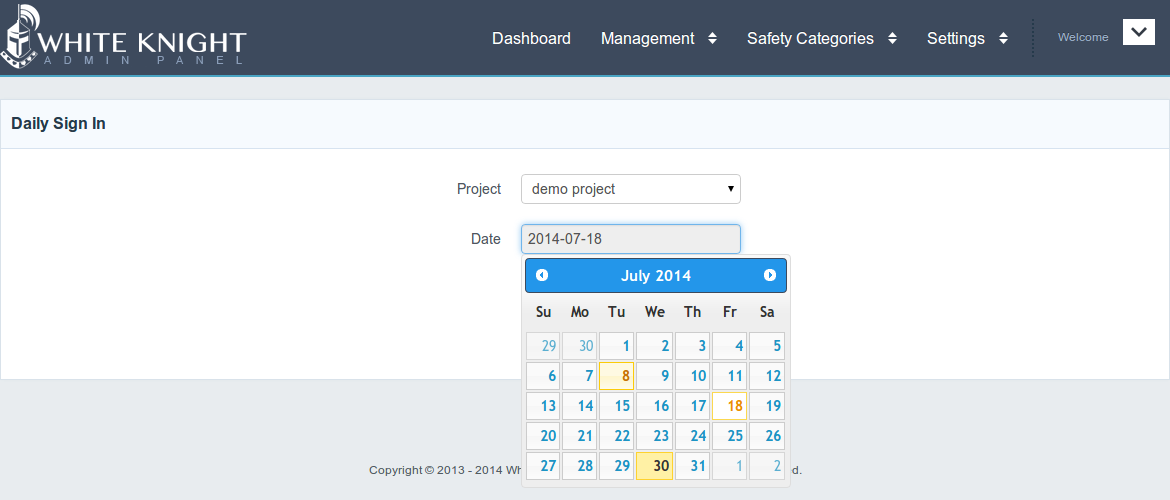 WHITE KNIGHT
ADMIN PANEL
Dashboard Management Safety Categories Settings Welcome
Daily Sign In
Project demo project
Date 2014-07-18
July 2014
Su Mo Tu We Th Fr Sa
29 30 1 2 3 4 5
6 7 8 9 10 11 12
13 14 15 16 17 18 19
20 21 22 23 24 25 26
27 28 29 30 31 1 2
Copyright © 2013 - 2014 Wh d.